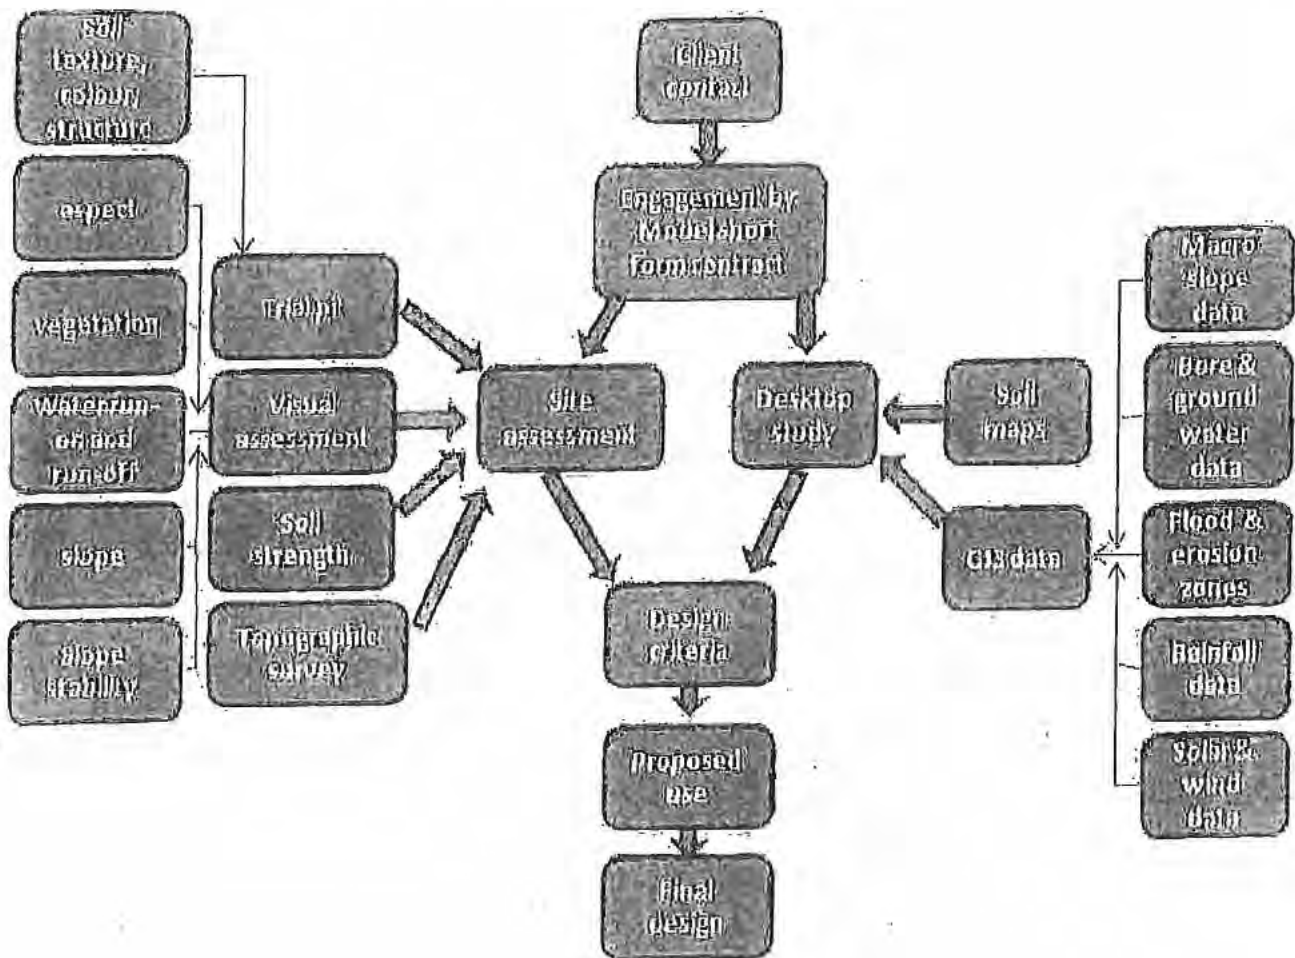 Soil
texture,
colour,
structure
aspect
vegetation
Water run-
on and
run-off
slope
Slope
stability
Trial pit
Visual
assessment
Soil
strength
Topographic
survey
Client
contact
Engagement by
Model short
form contract
Site
assessment
Desktop
study
Design
criteria
Proposed
use
Final
design
Soil
maps
GIS data
Macro
slope
data
Bore &
ground
water
data
Flood &
erosion
zones
Rainfall
data
Solar &
wind
data